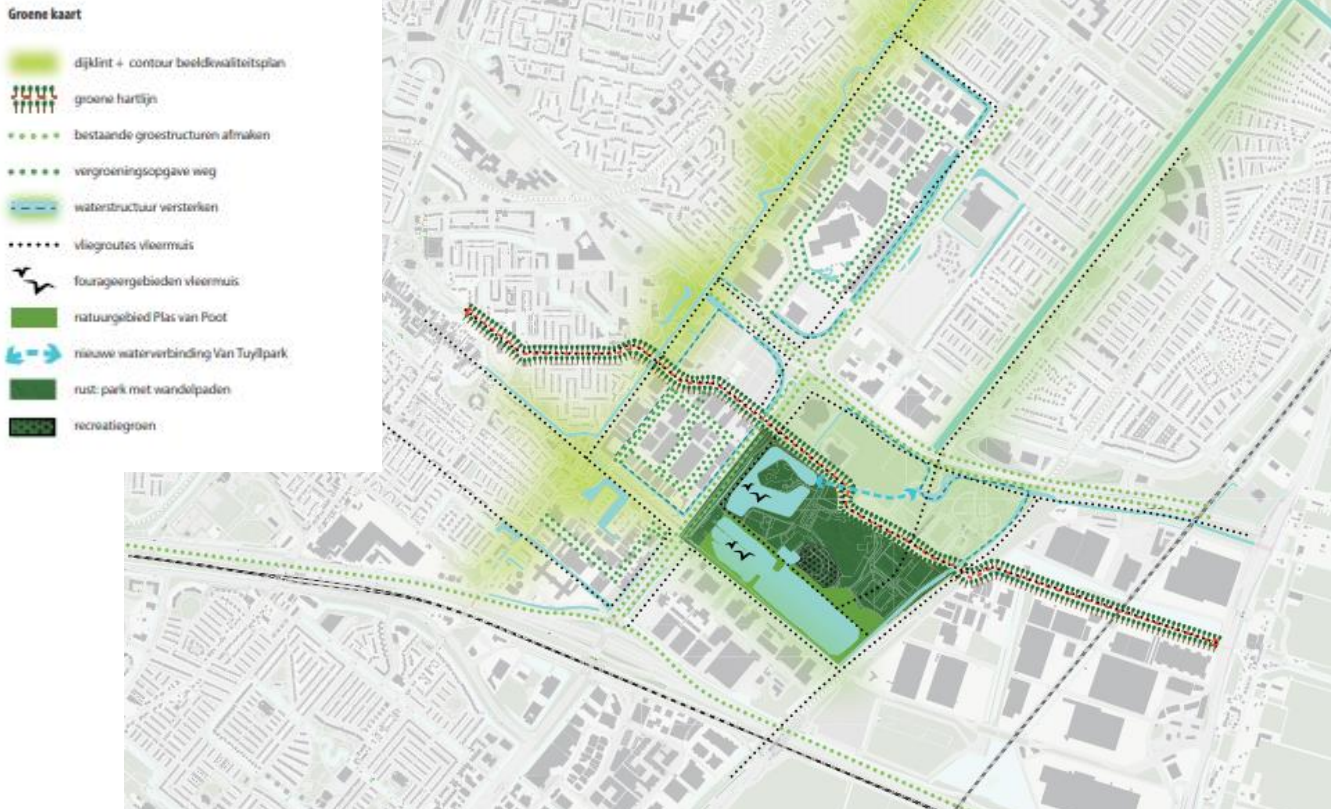 Groene kaart
dijklint + contour beeldkwaliteitsplan
groene hartlijn
bestaande groestructuren afmaken
vergroeningsopgave weg
waterstructuur versterken
vliegroutes vleermuis
fourageergebieden vleermuis
natuurgebied Plas van Poot
nieuwe waterverbinding Van Tuyllpark
rust: park met wandelpaden
recreatiegroen